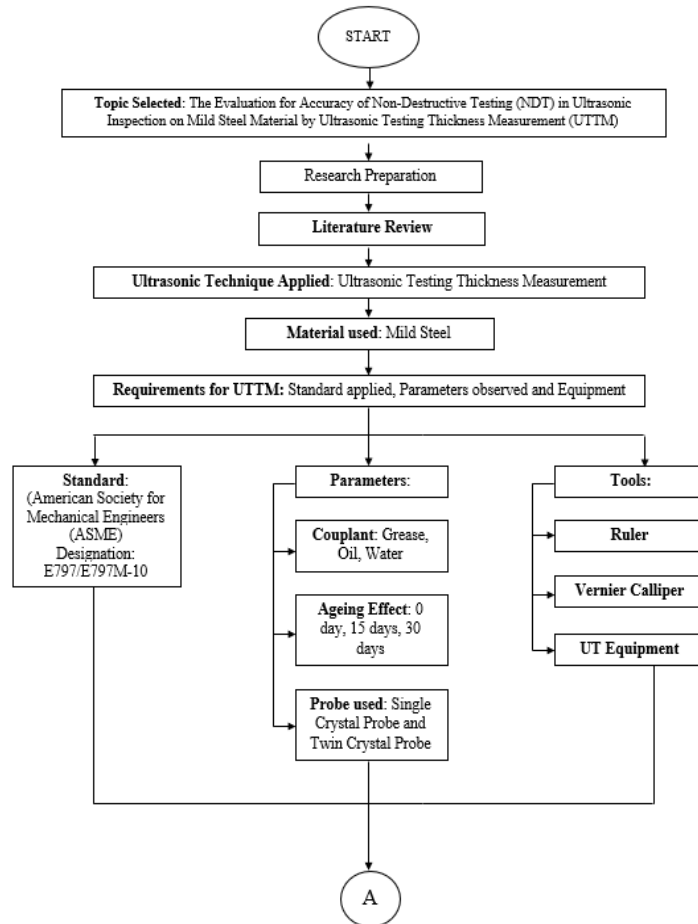 START
Topic Selected: The Evaluation for Accuracy of Non-Destructive Testing (NDT) in Ultrasonic
Inspection on Mild Steel Material by Ultrasonic Testing Thickness Measurement (UTTM)
Research Preparation
Literature Review
Ultrasonic Technique Applied: Ultrasonic Testing Thickness Measurement
Material used: Mild Steel
Requirements for UTTM: Standard applied, Parameters observed and Equipment
Standard:
(American Society for
Mechanical Engineers
(ASME)
Designation:
E797/E797M-10
Parameters:
Couplant: Grease,
Oil, Water
Ageing Effect: 0
day, 15 days, 30
days
Probe used: Single
Crystal Probe and
Twin Crystal Probe
Tools:
Ruler
Vernier Calliper
UT Equipment
A